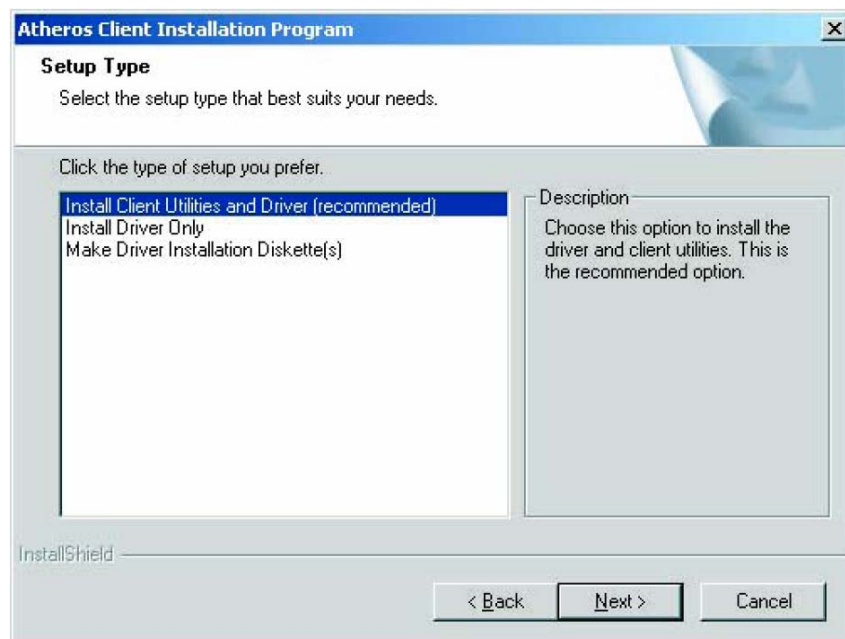 Atheros Client Installation Program
Setup Type
Select the setup type that best suits your needs.
Click the type of setup you prefer.
Install Client Utilities and Driver (recommended)
Install Driver Only
Make Driver Installation Diskette(s)
Description
Choose this option to install the
driver and client utilities. This is
the recommended option.
InstallShield
< Back
Next >
Cancel